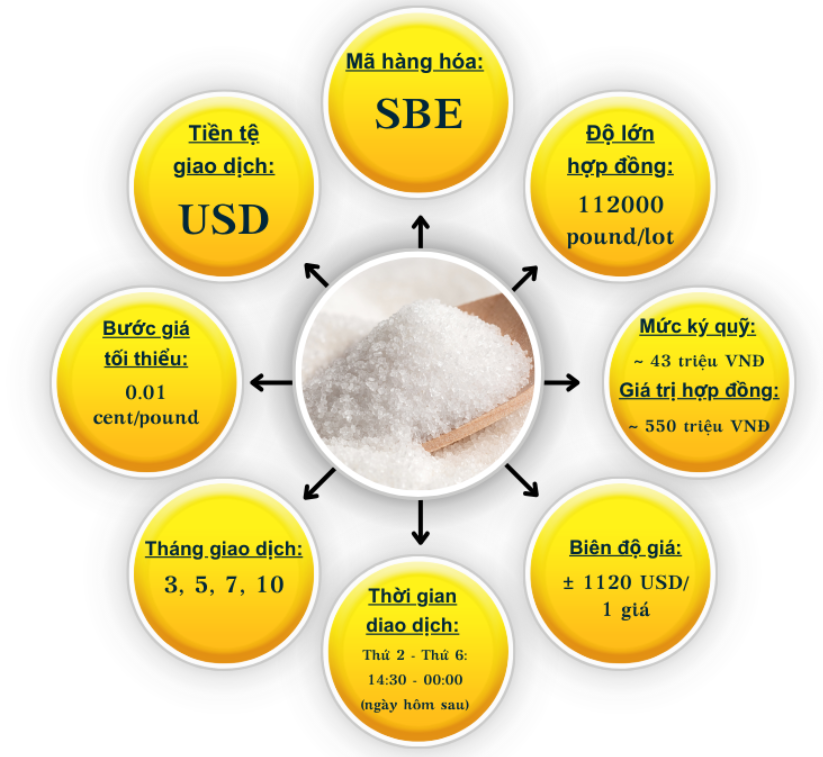 Mã hàng hóa:
SBE
Độ lớn
hợp đồng:
112000
pound/lot
Mức ký quỹ:
~ 43 triệu VNĐ
Giá trị hợp đồng:
~ 550 triệu VNĐ
Biên độ giá:
± 1120 USD/
1 giá
Thời gian
diao dịch:
Thứ 2 - Thứ 6:
14:30 - 00:00
(ngày hôm sau)
Tháng giao dịch:
3, 5, 7, 10
Bước giá
tối thiểu:
0.01
cent/pound
Tiền tệ
giao dịch:
USD